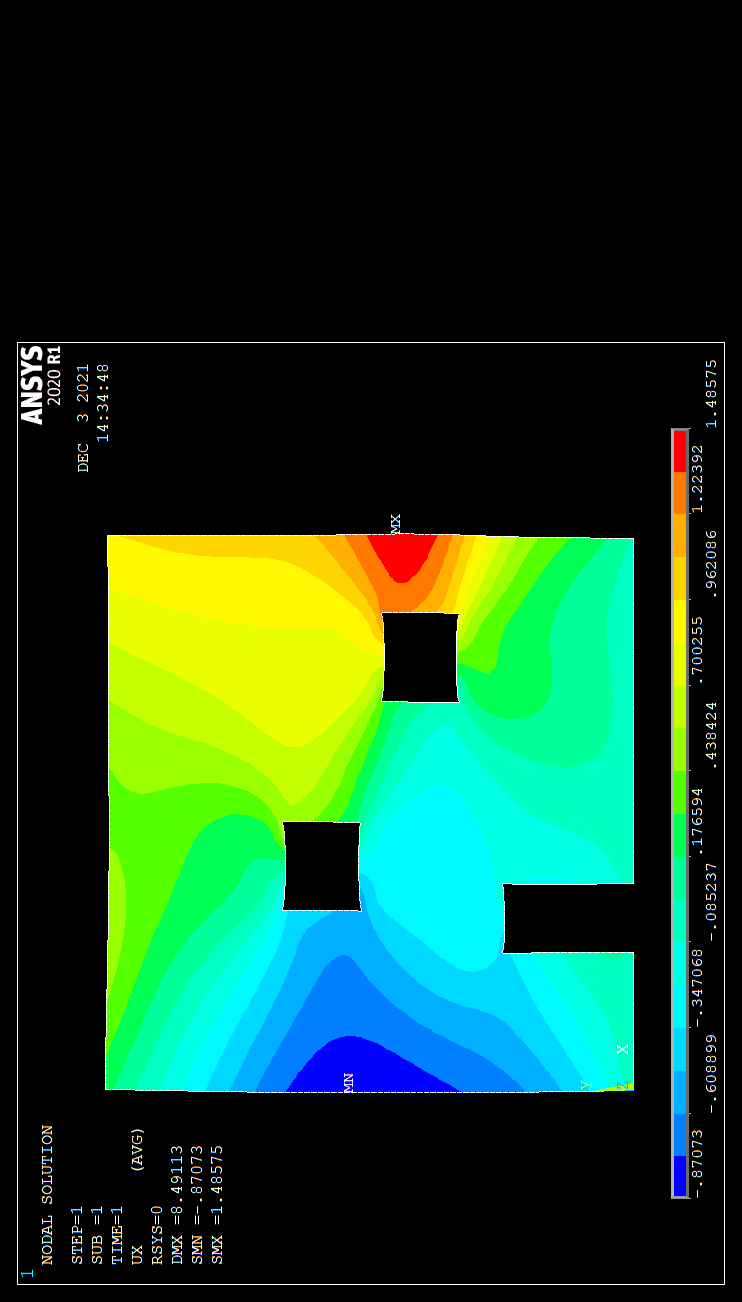 1
NODAL SOLUTION
STEP=1
SUB =1
TIME=1
UX (AVG)
RSYS=0
DMX =8.49113
SMN =-.87073
SMX =1.48575
ANSYS
2020 R1
DEC 3 2021
14:34:48
MN
MX
Y
Z
X
-.87073
-.608899
-.347068
-.085237
.176594
.438424
.700255
.962086
1.22392
1.48575